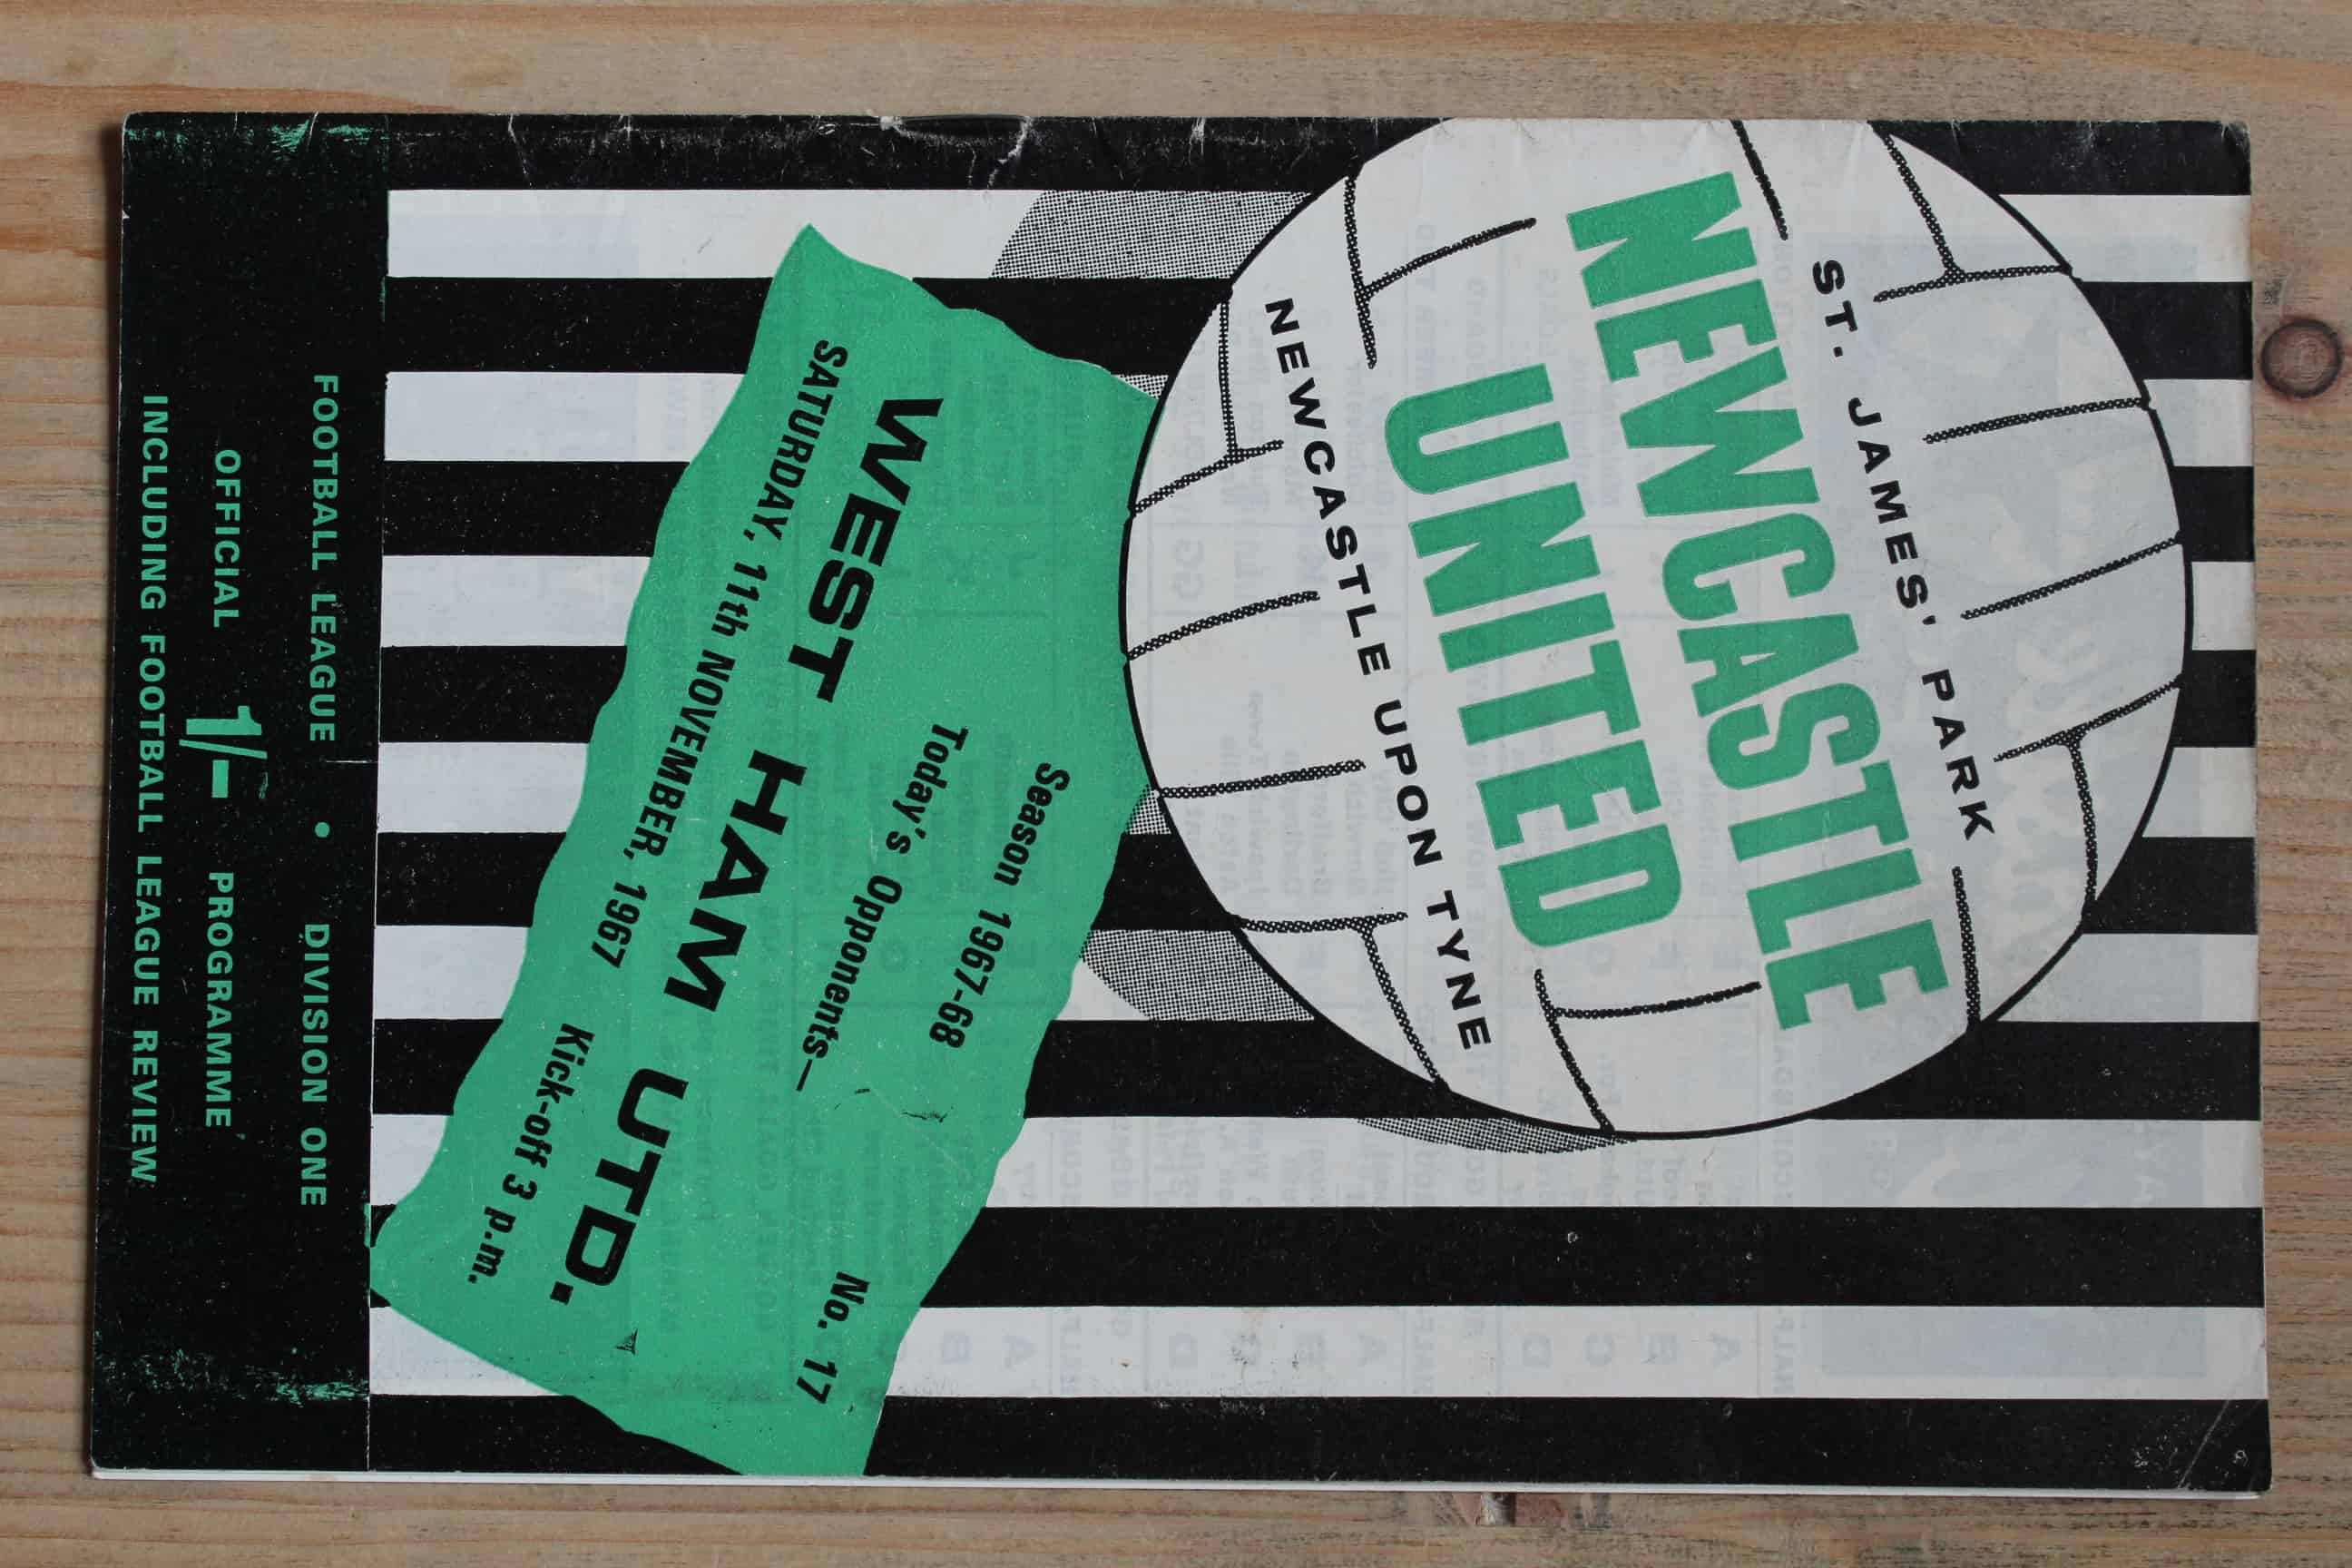 ST. JAMES' PARK
NEWCASTLE
UNITED
NEWCASTLE UPON TYNE
Season 1967-68
No. 17
Today's Opponents—
WEST HAM UTD.
SATURDAY, 11th NOVEMBER, 1967
Kick-off 3 p.m.
FOOTBALL LEAGUE • DIVISION ONE
OFFICIAL 1/- PROGRAMME
INCLUDING FOOTBALL LEAGUE REVIEW